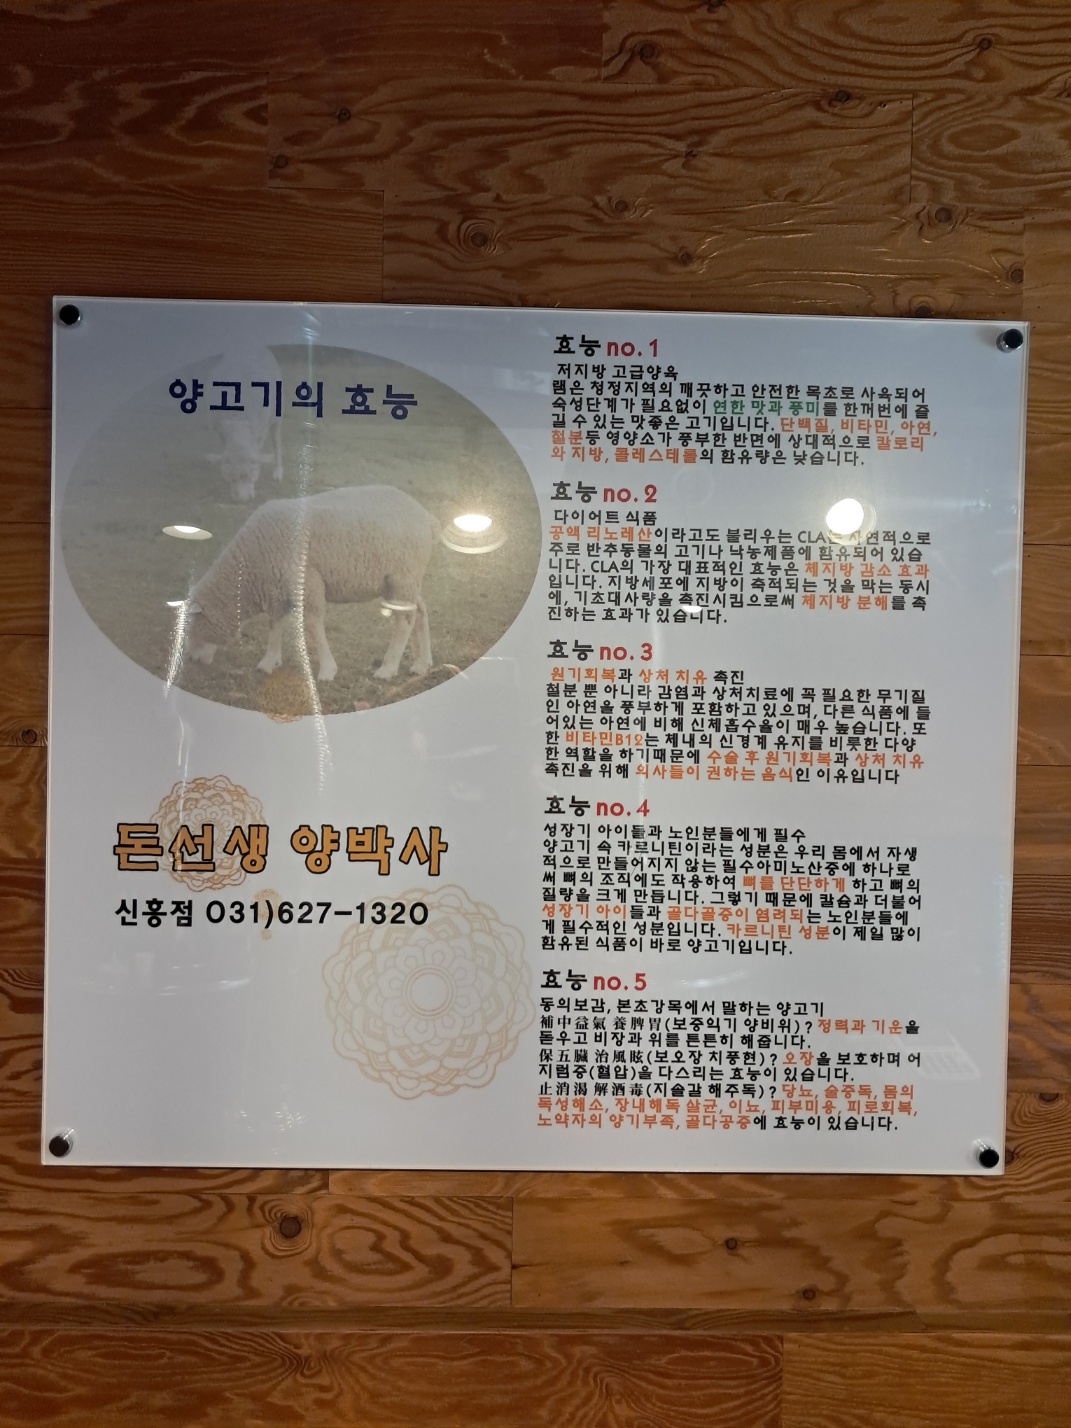 양고기의 효능
돈선생 양박사
신흥점 031)627-1320
효능 no.1
저지방 고급양육
램은 청정지역의 깨끗하고 안전한 목초로 사육되어
숙성단계가 필요없이 연한 맛과 풍미를 한꺼번에 즐
길 수 있는 맛좋은 고기입니다. 단백질, 비타민, 아연,
철분등 영양소가 풍부한 반면에 상대적으로 칼로리
와 지방, 콜레스테롤의 함유량은 낮습니다.
효능 no.2
다이어트 식품
공액 리노레산이라고도 불리우는 CLA는 자연적으로
주로 반추동물의 고기나 낙농제품에 함유되어 있습
니다. CLA의 가장 대표적인 효능은 체지방 감소 효과
입니다. 지방세포에 지방이 축적되는 것을 막는 동시
에, 기초대사량을 촉진시킴으로써 체지방 분해를 촉
진하는 효과가 있습니다.
효능 no.3
원기회복과 상처 치유 촉진
철분 뿐 아니라 감염과 상처치료에 꼭 필요한 무기질
인 아연을 풍부하게 포함하고 있으며, 다른 식품에 들
어있는 아연에 비해 신체흡수율이 매우 높습니다. 또
한 비타민B12는 체내의 신경계 유지를 비롯한 다양
한 역할을 하기때문에 수술 후 원기회복과 상처 치유
촉진을 위해 의사들이 권하는 음식인 이유입니다
효능 no.4
성장기 아이들과 노인분들에게 필수
양고기 속 카르니틴이라는 성분은 우리 몸에서 자생
적으로 만들어지지 않는 필수아미노산중에 하나로
써 뼈의 조직에도 작용하여 뼈를 단단하게 하고 뼈의
질량을 크게 만듭니다. 그렇기 때문에 칼슘과 더불어
성장기 아이들과 골다골중이 염려되는 노인분들에
게 필수적인 성분입니다. 카르니틴 성분이 제일 많이
함유된 식품이 바로 양고기입니다.
효능 no.5
동의보감, 본초강목에서 말하는 양고기
補中益氣 養脾胃(보중익기 양비위)? 정력과 기운을
돋우고 비장과 위를 튼튼히 해줍니다.
保五臟 治風眩(보오장 치풍현)? 오장을 보호하며 어
지럼증(혈압)을 다스리는 효능이 있습니다.
止消渴 解酒毒(지솔갈 해주독)? 당뇨, 술중독, 몸의
독성해소, 장내해독 살균, 이뇨, 피부미용, 피로회복,
노약자의 양기부족, 골다공증에 효능이 있습니다.